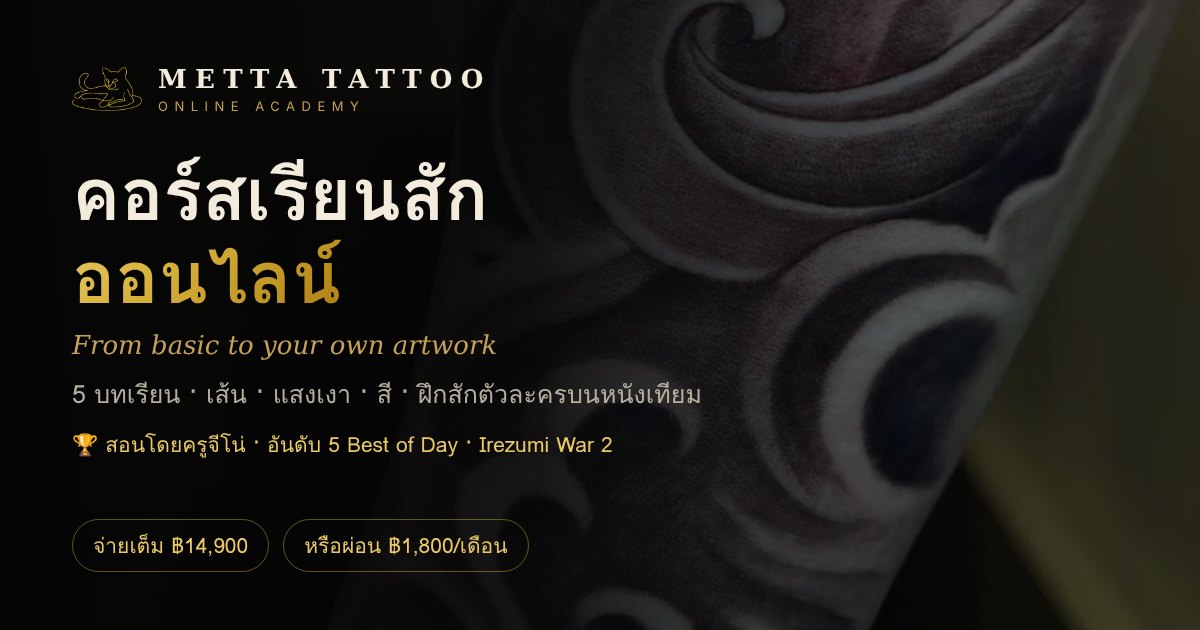 METTA TATTOO
ONLINE ACADEMY
คอร์สเรียนสัก
ออนไลน์
From basic to your own artwork
5 บทเรียน · เส้น · แสงเงา · สี · ฝึกสักตัวละครบนหนังเทียม
🏆 สอนโดยครูจีโน่ · อันดับ 5 Best of Day · Irezumi War 2
จ่ายเต็ม ฿14,900
หรือผ่อน ฿1,800/เดือน